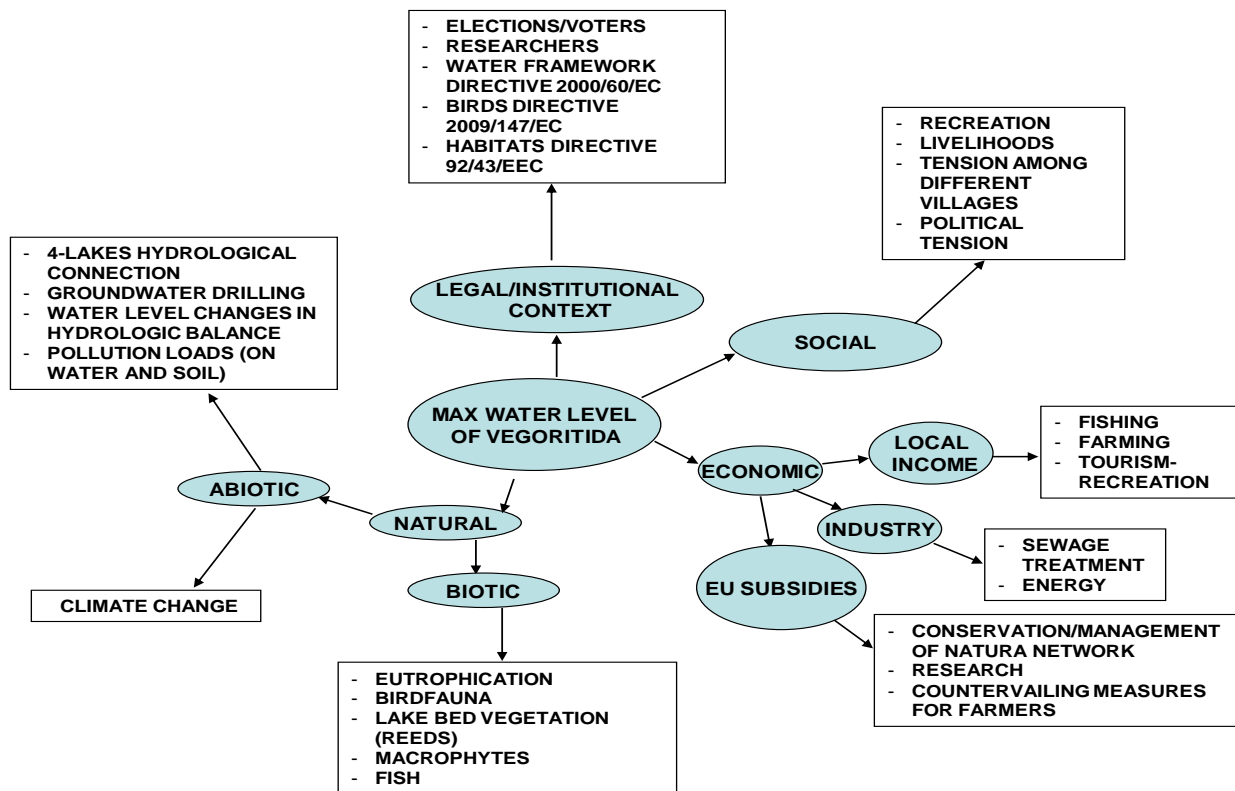 - ELECTIONS/VOTERS
- RESEARCHERS
- WATER FRAMEWORK
DIRECTIVE 2000/60/EC
- BIRDS DIRECTIVE
2009/147/EC
- HABITATS DIRECTIVE
92/43/EEC
- RECREATION
- LIVELIHOODS
- TENSION AMONG
DIFFERENT
VILLAGES
- POLITICAL
TENSION
- 4-LAKES HYDROLOGICAL
CONNECTION
- GROUNDWATER DRILLING
- WATER LEVEL CHANGES IN
HYDROLOGIC BALANCE
- POLLUTION LOADS (ON
WATER AND SOIL)
LEGAL/INSTITUTIONAL
CONTEXT
SOCIAL
MAX WATER LEVEL
OF VEGORITIDA
ECONOMIC
LOCAL
INCOME
- FISHING
- FARMING
- TOURISM-
RECREATION
ABIOTIC
NATURAL
INDUSTRY
- SEWAGE
TREATMENT
- ENERGY
CLIMATE CHANGE
BIOTIC
EU SUBSIDIES
- CONSERVATION/MANAGEMENT
OF NATURA NETWORK
- RESEARCH
- COUNTERVAILING MEASURES
FOR FARMERS
- EUTROPHICATION
- BIRDFAUNA
- LAKE BED VEGETATION
(REEDS)
- MACROPHYTES
- FISH